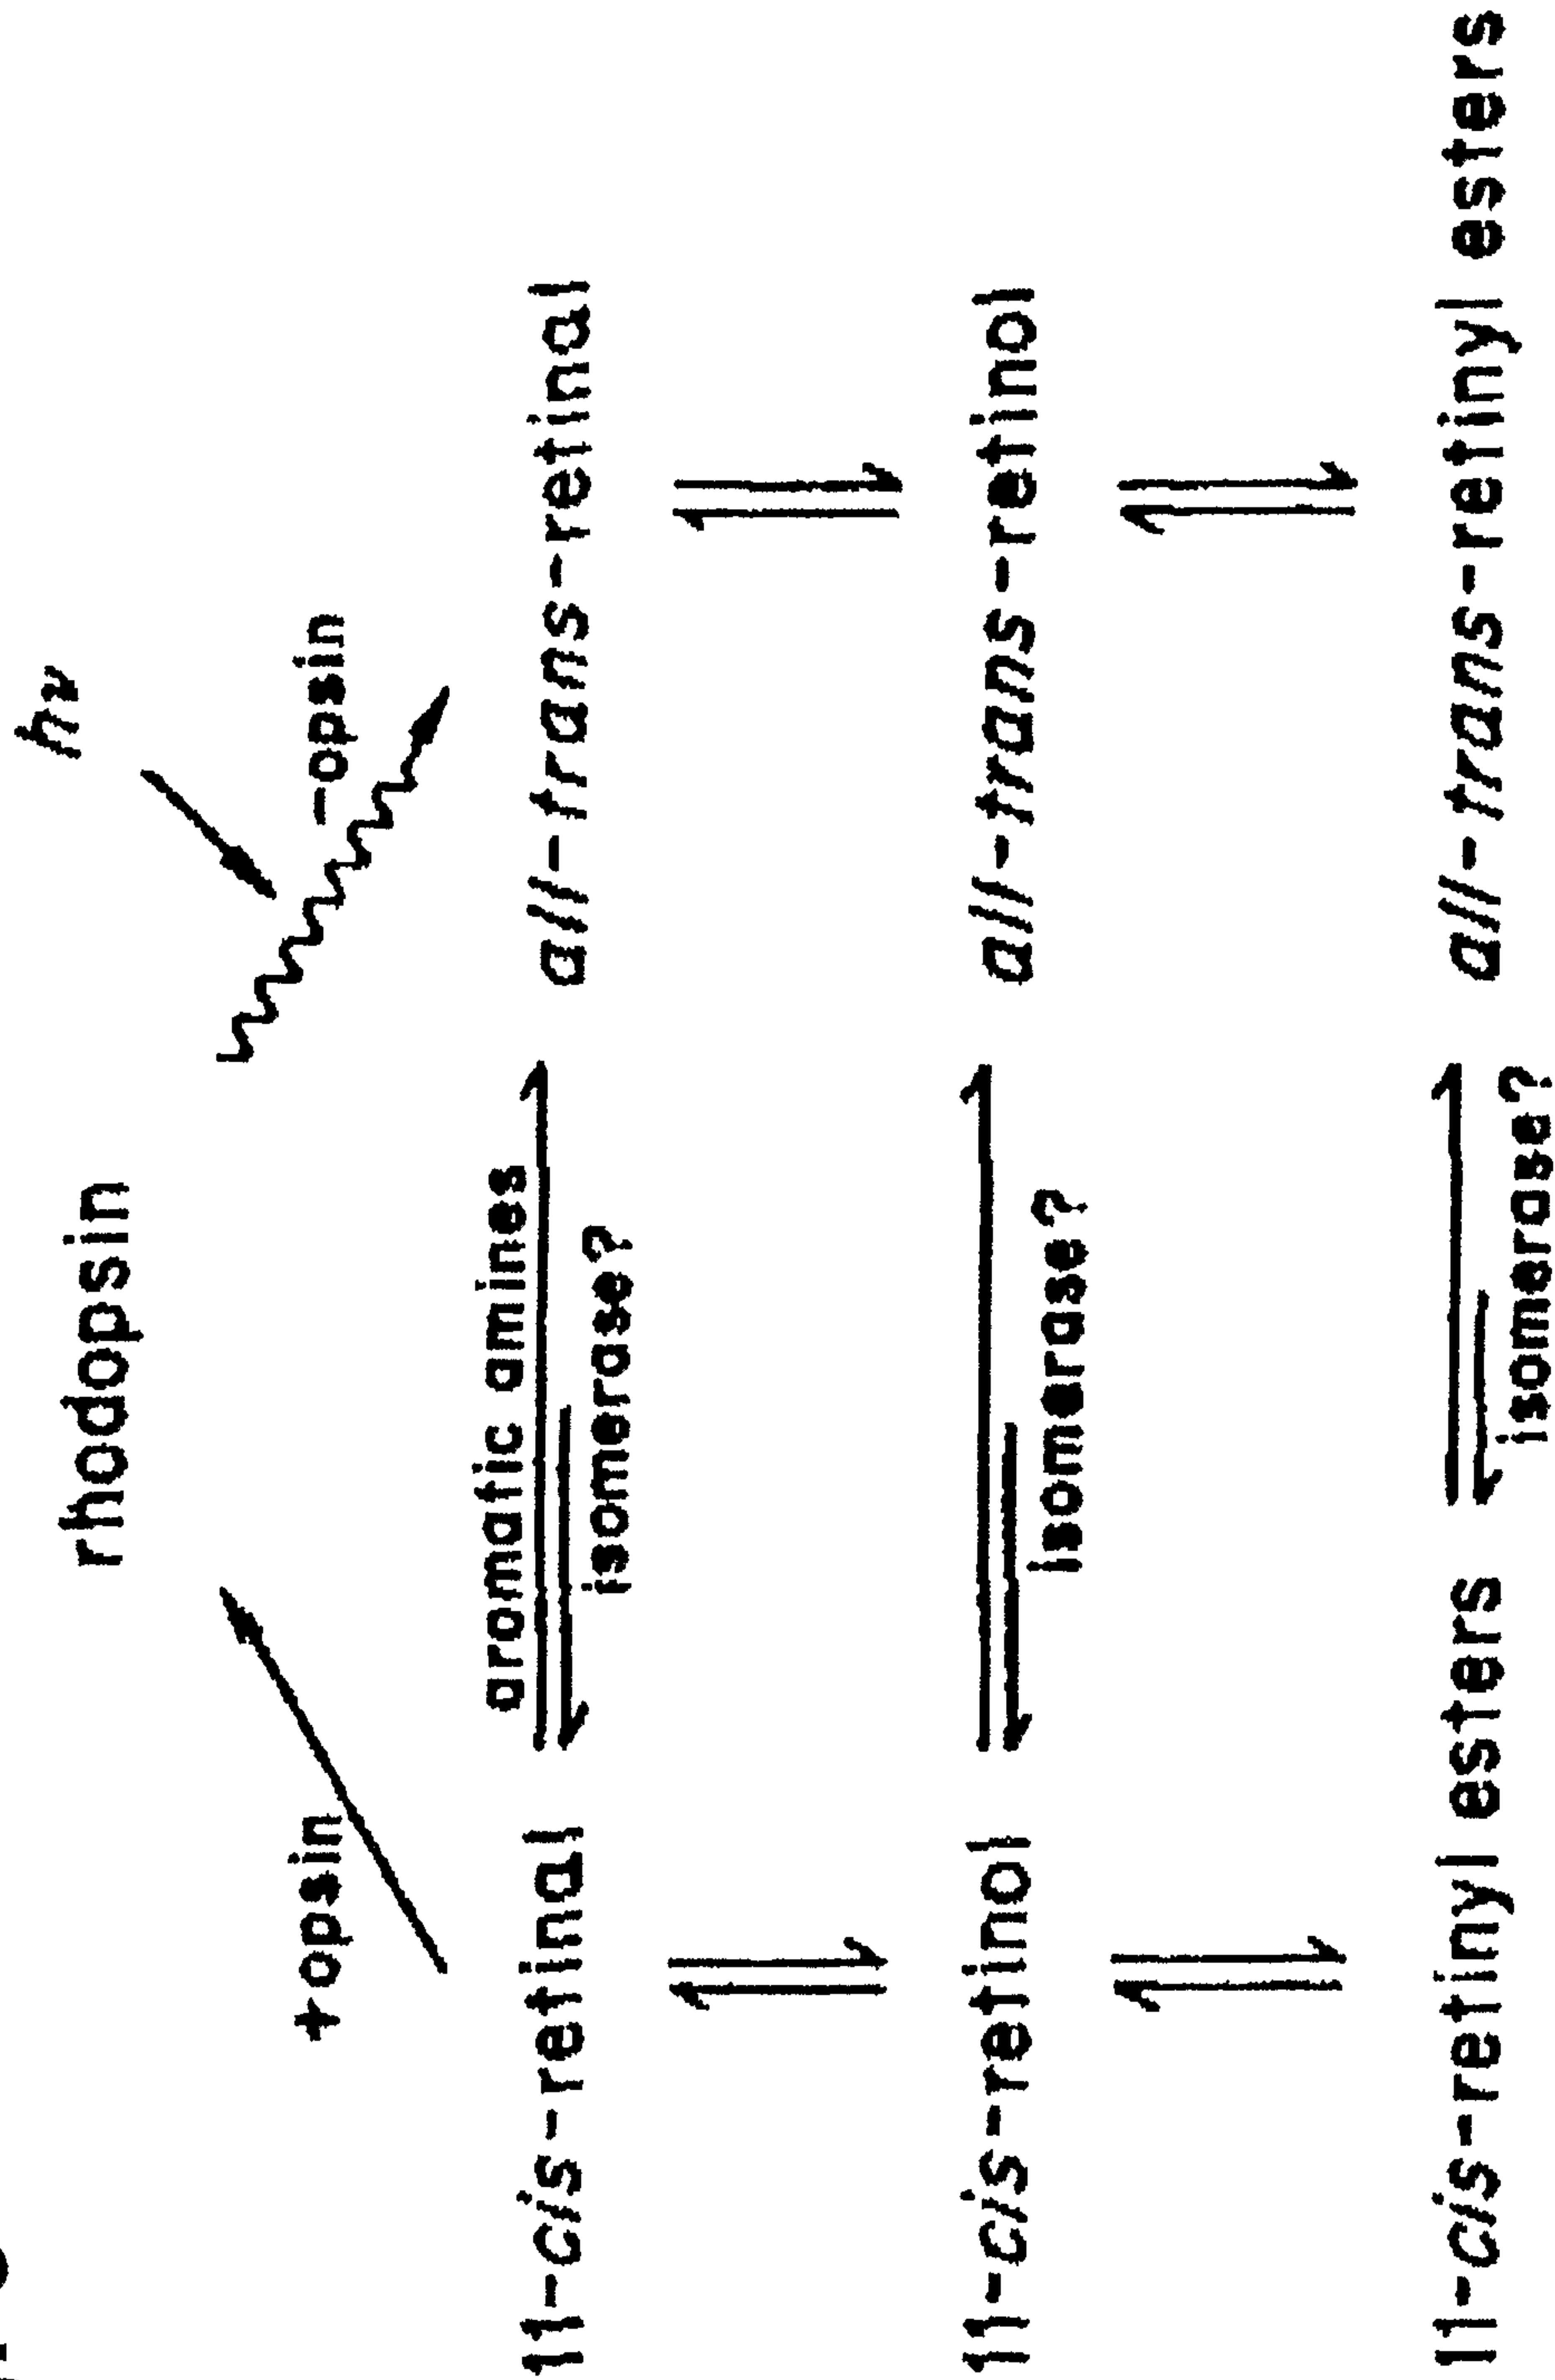 rhodopsin
hν
+ opsin
-opsin
aromatic amines
11-cis-retinal
all-trans-retinal
isomerase?
11-cis-retinol
all-trans-retinol
isomerase?
11-cis-retinyl esters
all-trans-retinyl esters
isomerase?